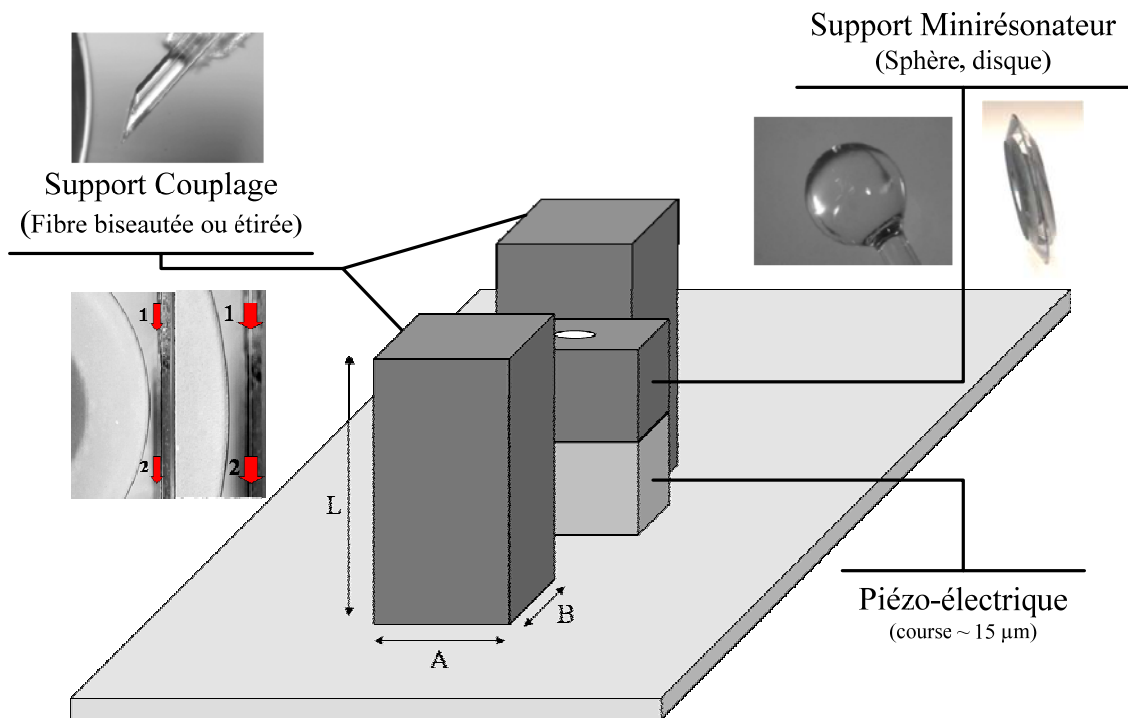 Support Minirésonateur
(Sphère, disque)
Support Couplage
(Fibre biseautée ou étirée)
1
1
2
2
L
B
A
Piézo-électrique
(course ~ 15 µm)